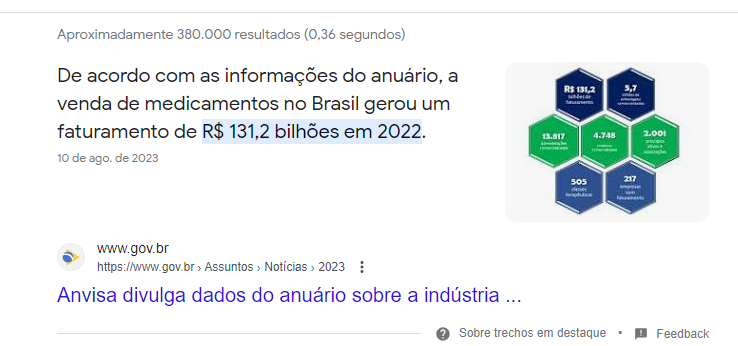 Aproximadamente 380.000 resultados (0,36 segundos)
De acordo com as informações do anuário, a
venda de medicamentos no Brasil gerou um
faturamento de R$ 131,2 bilhões em 2022.
10 de ago. de 2023
R$ 131,2
bilhões de
faturamento
5,7
bilhões de
embalagens
comercializadas
13.917
apresentações
comercializadas
4.748
produtos
comercializados
2.001
princípios
ativos e
associações
505
classes
terapêuticas
217
empresas
com
faturamento
www.gov.br
https://www.gov.br › Assuntos › Notícias › 2023
Anvisa divulga dados do anuário sobre a indústria ...
Sobre trechos em destaque • Feedback